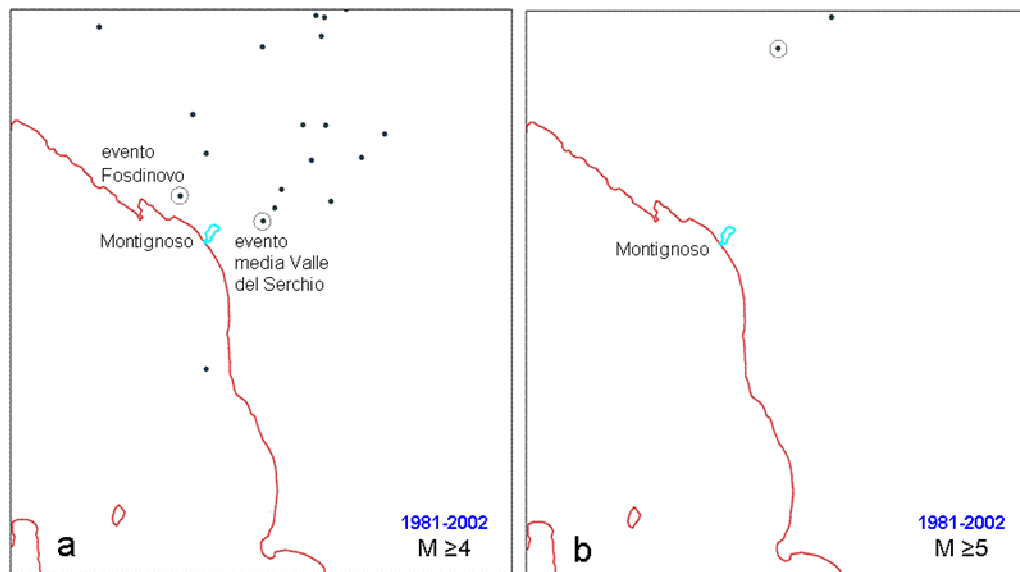 evento
Fosdinovo
Montignoso
evento
media Valle
del Serchio
1981-2002
M ≥4
a
Montignoso
1981-2002
M ≥5
b